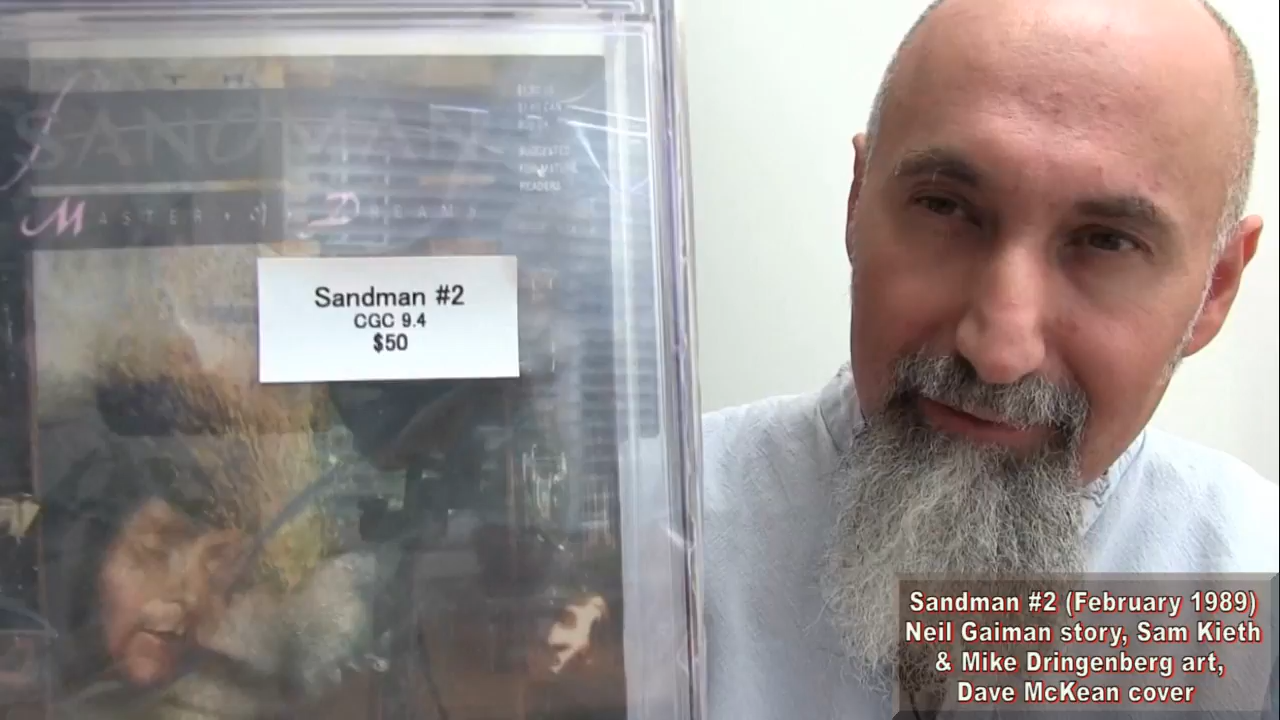 TH
SANDMAN
MASTER OF DREAMS
SUGGESTED
FOR MATURE
READERS
Sandman #2
CGC 9.4
$50
Sandman #2 (February 1989)
Neil Gaiman story, Sam Kieth
& Mike Dringenberg art,
Dave McKean cover